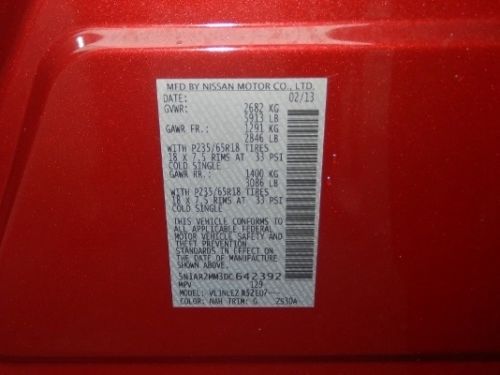 MFD BY NISSAN MOTOR CO., LTD.
DATE: 02/13
GVWR: 2682 KG
5913 LB
GAWR FR.: 1291 KG
2846 LB
WITH P235/65R18 TIRES
18 X 7.5 RIMS AT 33 PSI
COLD SINGLE
GAWR RR.: 1400 KG
3086 LB
WITH P235/65R18 TIRES
18 X 7.5 RIMS AT 33 PSI
COLD SINGLE
THIS VEHICLE CONFORMS TO
ALL APPLICABLE FEDERAL
MOTOR VEHICLE SAFETY AND
THEFT PREVENTION
STANDARDS IN EFFECT ON
THE DATE OF MANUFACTURE
SHOWN ABOVE.
5N1AR2MM3DC642392
MPV 129
MODEL:
COLOR: NAH TRIM: G